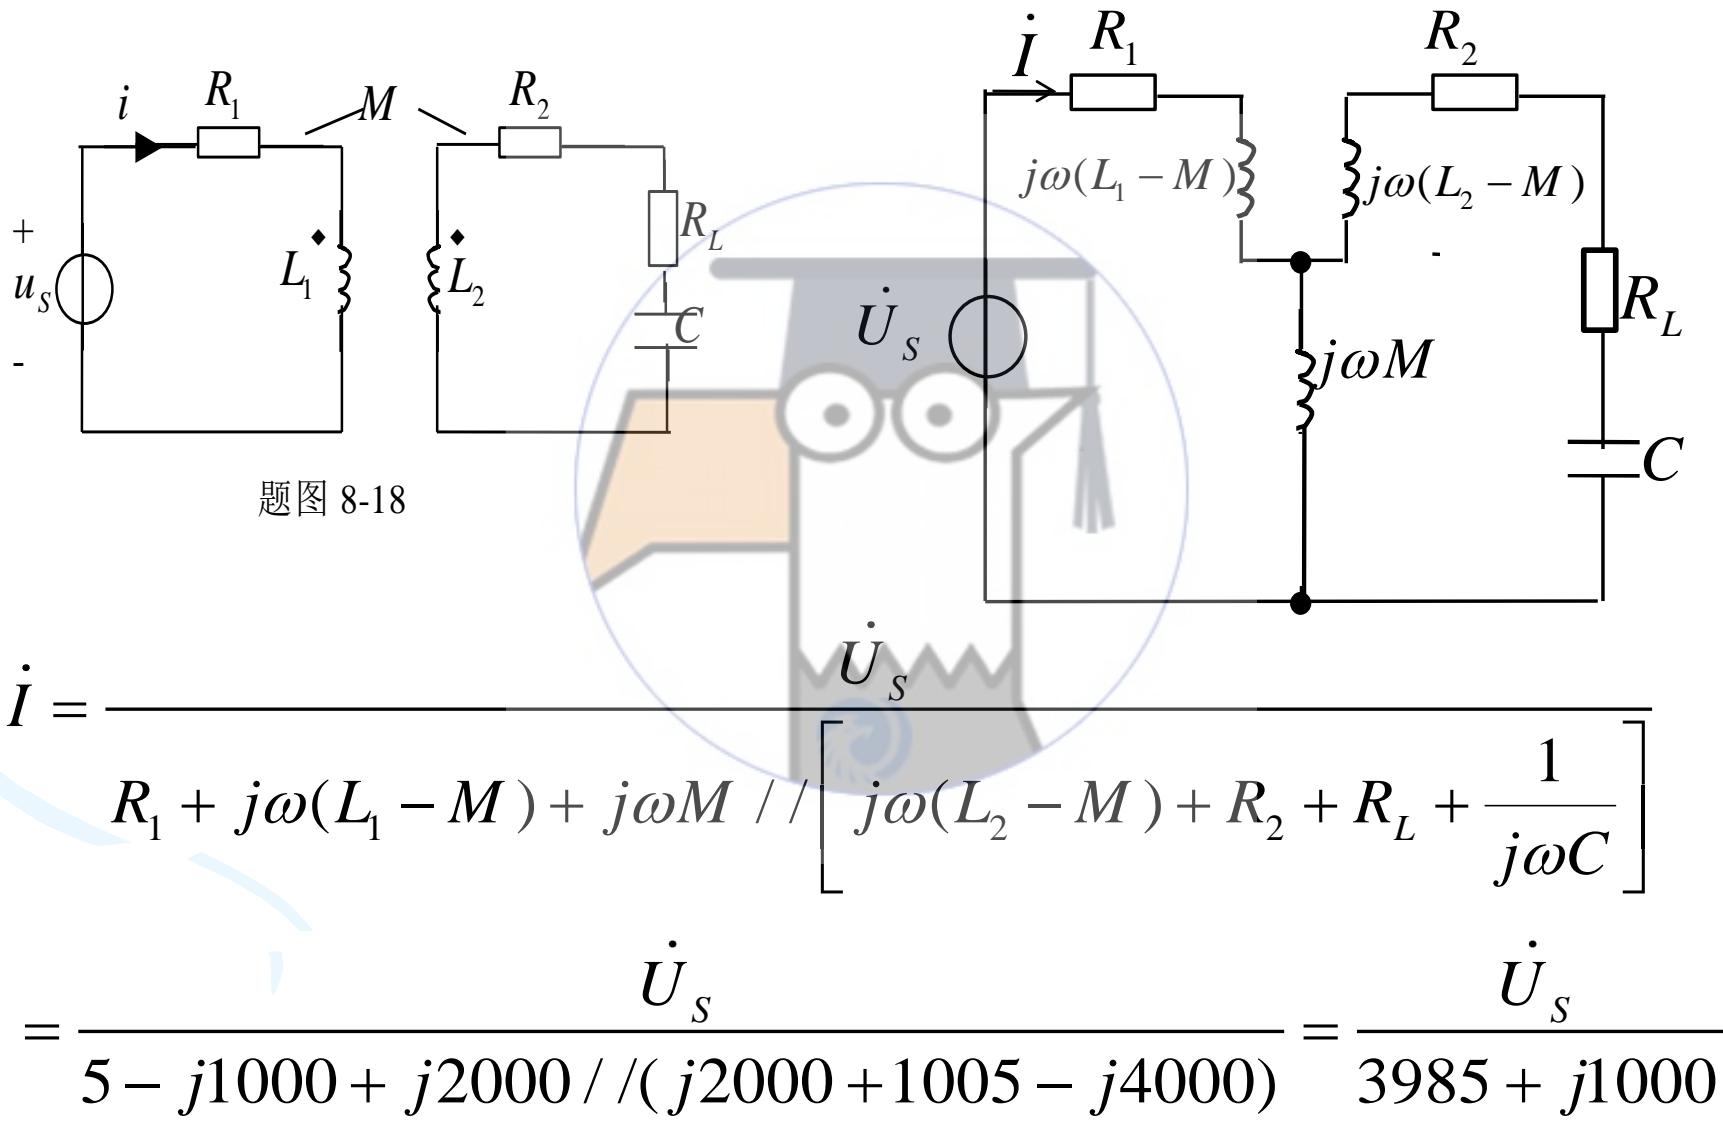 i R₁ M R₂
+
u_S L₁ L₂ R_L
C
-
题图 8-18
İ R₁ R₂
jω(L₁ − M) jω(L₂ − M)
-
U̇_S jωM R_L
C
İ = U̇_S / (R₁ + jω(L₁ − M) + jωM // [jω(L₂ − M) + R₂ + R_L + 1/(jωC)])
= U̇_S / (5 − j1000 + j2000 // (j2000 + 1005 − j4000)) = U̇_S / (3985 + j1000)